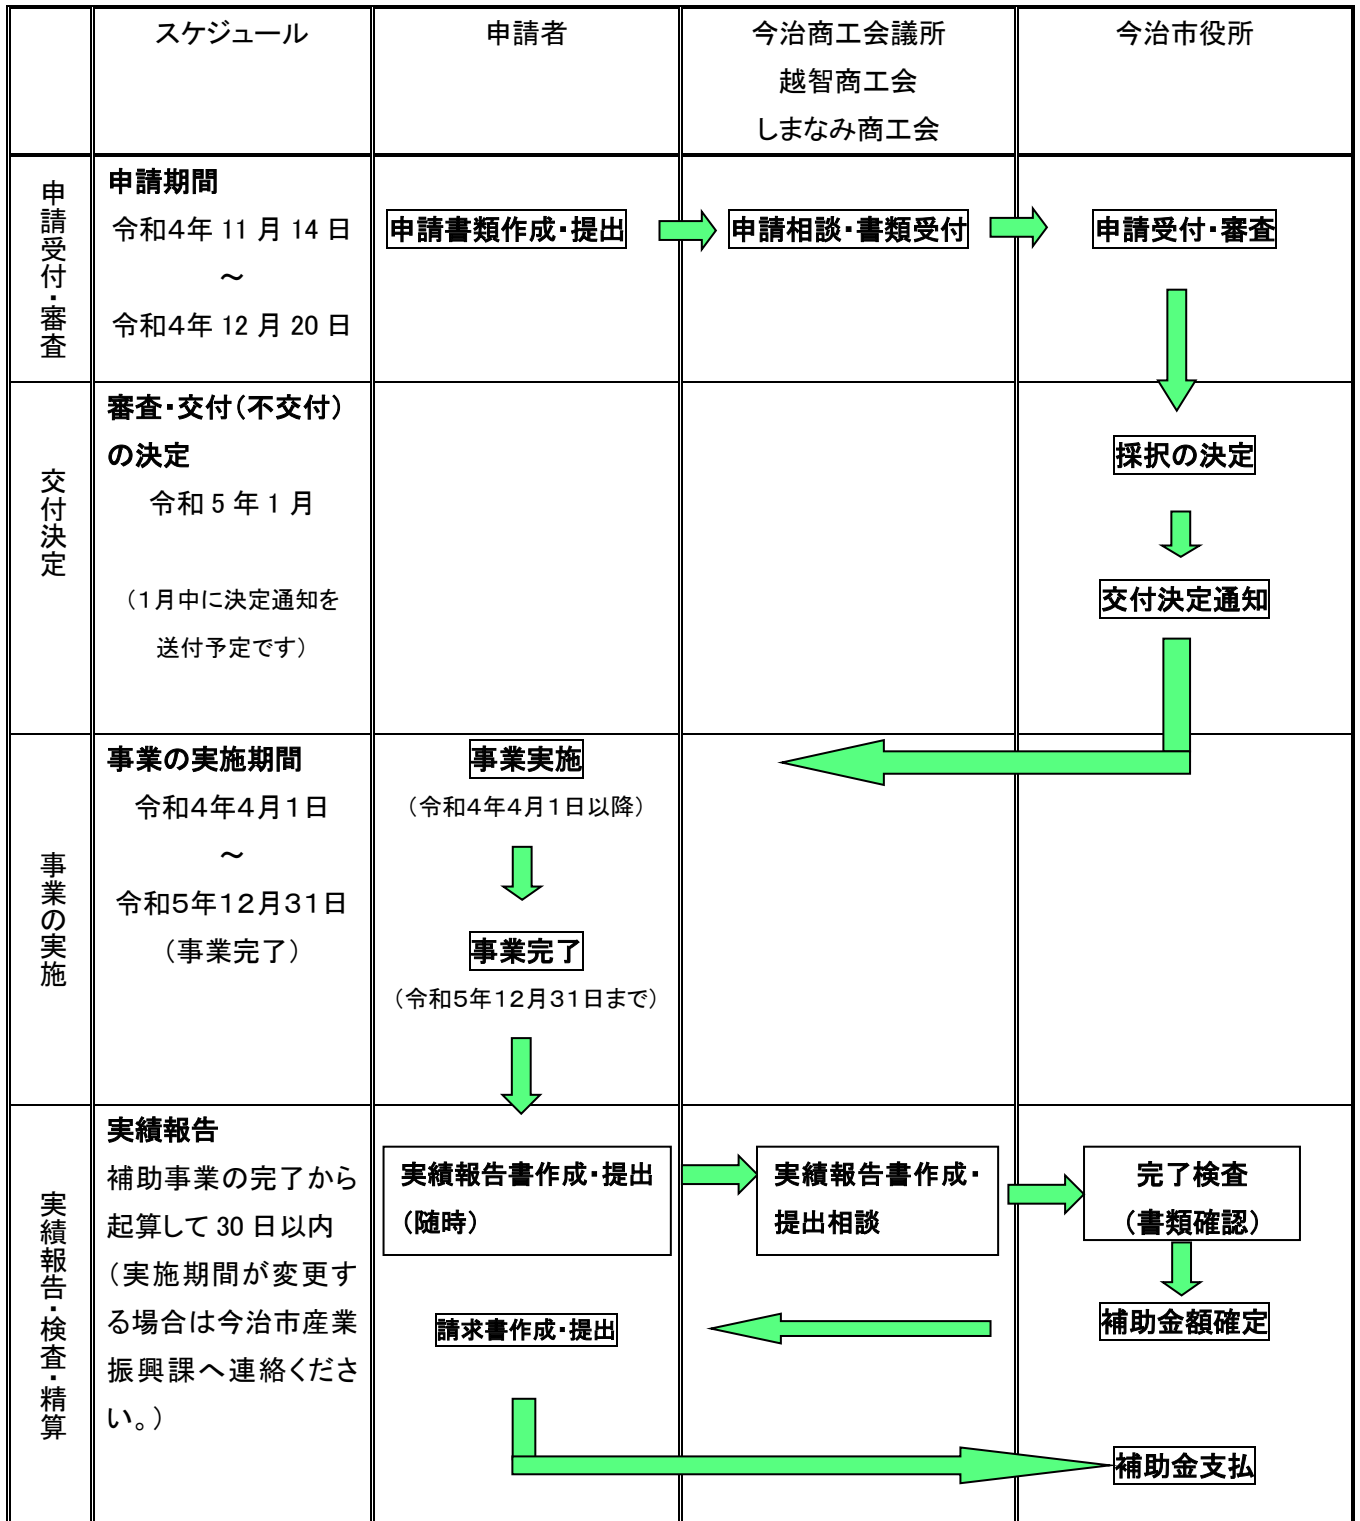 スケジュール
申請者
今治商工会議所
越智商工会
しまなみ商工会
今治市役所
申請受付・審査
申請期間
令和４年 11 月 14 日
～
令和４年 12 月 20 日
申請書類作成・提出
申請相談・書類受付
申請受付・審査
交付決定
審査・交付（不交付）
の決定
令和 5 年 1 月
（１月中に決定通知を
送付予定です）
採択の決定
交付決定通知
事業の実施
事業の実施期間
令和４年４月１日
～
令和５年１２月３１日
（事業完了）
事業実施
（令和４年４月１日以降）
事業完了
（令和５年１２月３１日まで）
実績報告・検査・精算
実績報告
補助事業の完了から
起算して 30 日以内
（実施期間が変更す
る場合は今治市産業
振興課へ連絡くださ
い。）
実績報告書作成・提出
（随時）
実績報告書作成・
提出相談
完了検査
（書類確認）
請求書作成・提出
補助金額確定
補助金支払